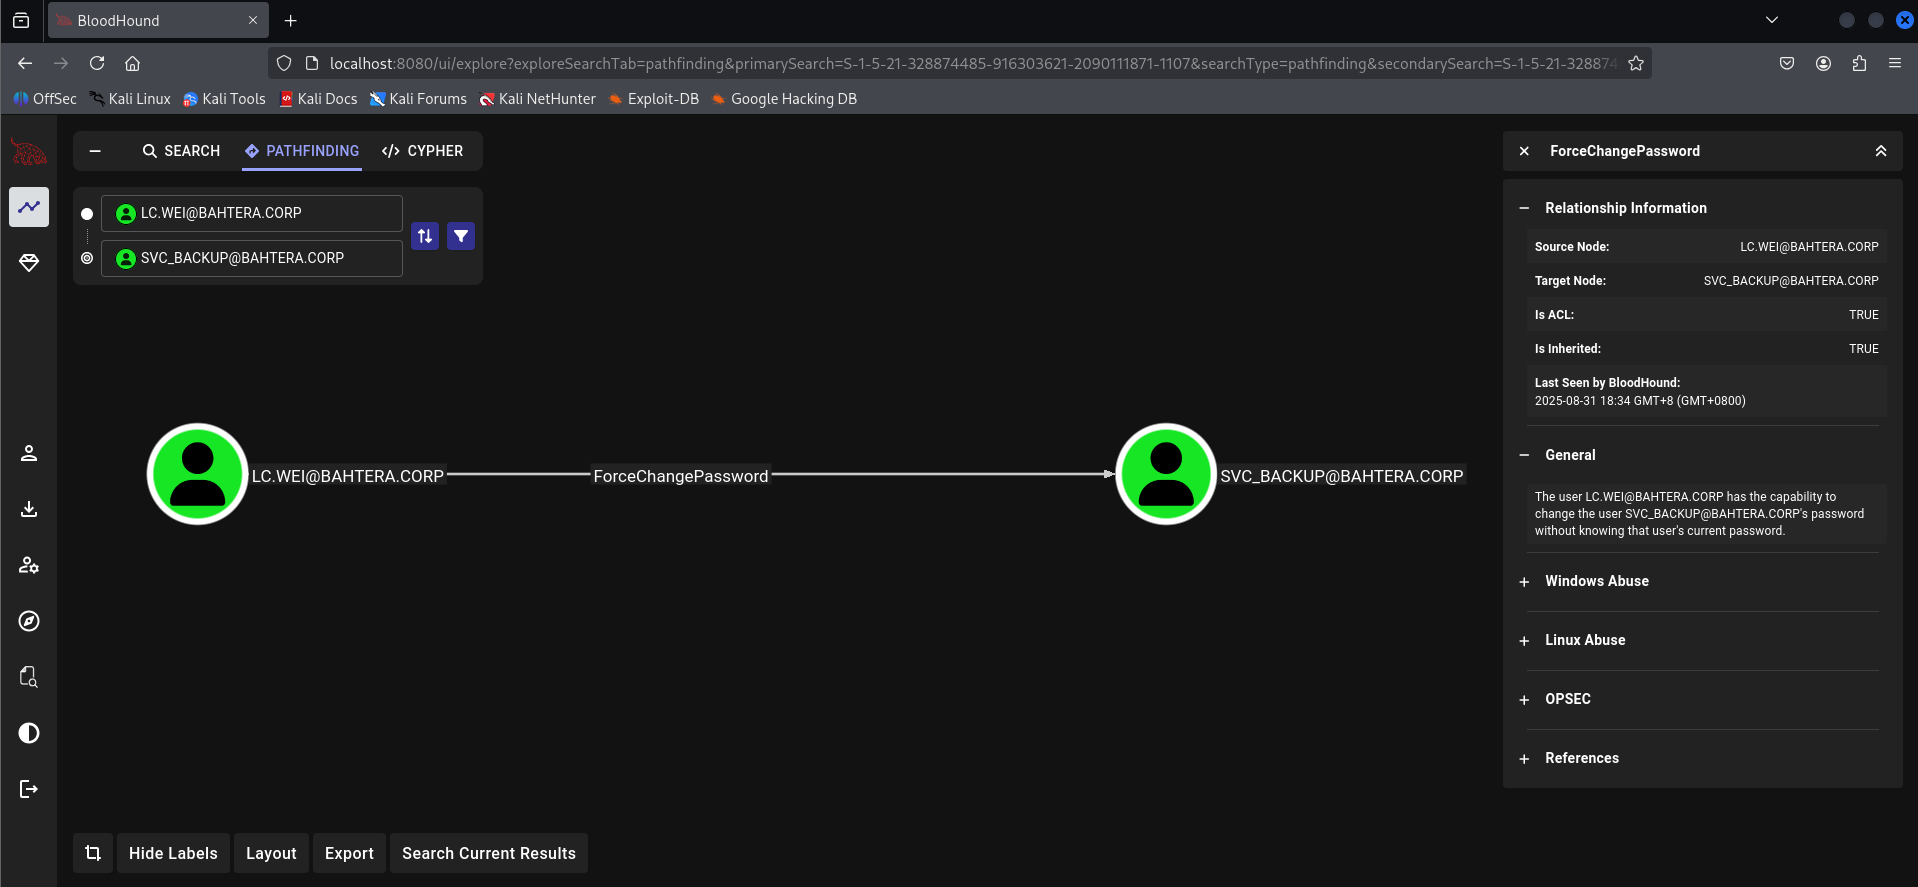 BloodHound
localhost:8080/ui/explore?exploreSearchTab=pathfinding&primarySearch=S-1-5-21-328874485-916303621-2090111871-1107&searchType=pathfinding&secondarySearch=S-1-5-21-328874
OffSec Kali Linux Kali Tools Kali Docs Kali Forums Kali NetHunter Exploit-DB Google Hacking DB
SEARCH PATHFINDING </> CYPHER
LC.WEI@BAHTERA.CORP
SVC_BACKUP@BAHTERA.CORP
LC.WEI@BAHTERA.CORP ForceChangePassword SVC_BACKUP@BAHTERA.CORP
ForceChangePassword
Relationship Information
Source Node: LC.WEI@BAHTERA.CORP
Target Node: SVC_BACKUP@BAHTERA.CORP
Is ACL: TRUE
Is Inherited: TRUE
Last Seen by BloodHound:
2025-08-31 18:34 GMT+8 (GMT+0800)
General
The user LC.WEI@BAHTERA.CORP has the capability to
change the user SVC_BACKUP@BAHTERA.CORP's password
without knowing that user's current password.
Windows Abuse
Linux Abuse
OPSEC
References
Hide Labels Layout Export Search Current Results